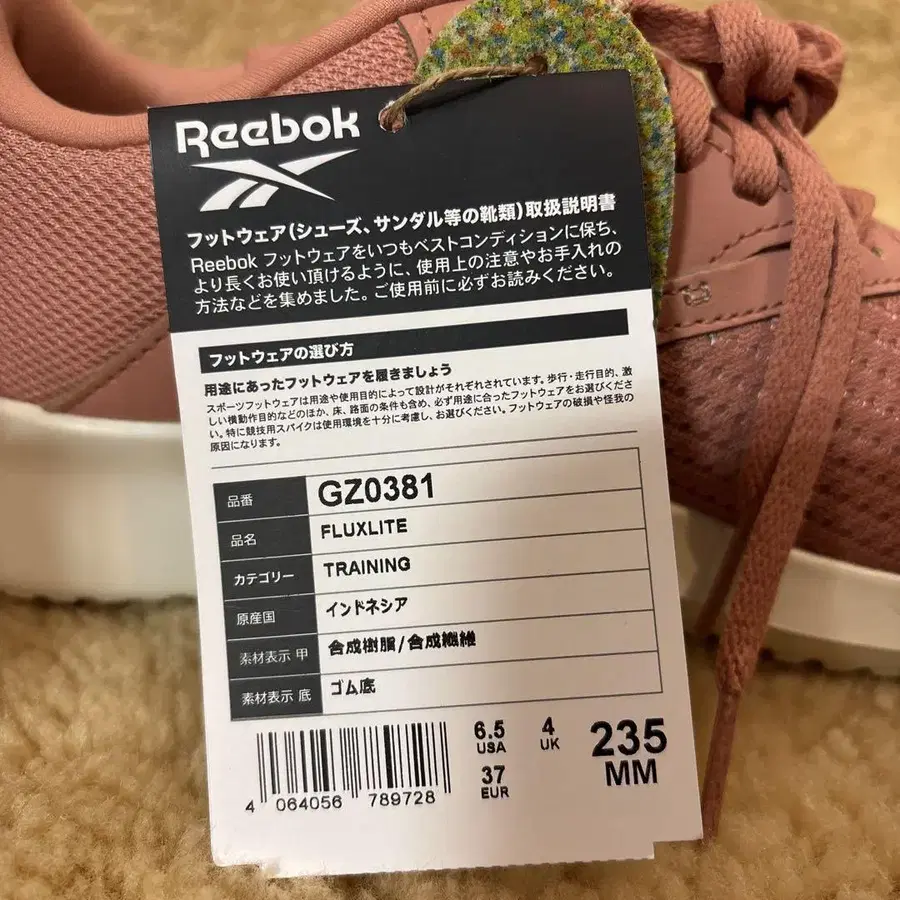 Reebok
フットウェア(シューズ、サンダル等の靴類)取扱説明書
Reebok フットウェアをいつもベストコンディションに保ち、
より長くお使い頂けるように、使用上の注意やお手入れの
方法などを集めました。ご使用前に必ずお読みください。
フットウェアの選び方
用途にあったフットウェアを履きましょう
スポーツフットウェアは用途や使用目的によって設計がそれぞれされています。歩行・走行目的、激
しい横動作目的などのほか、床、路面の条件も含め、必ず用途に合ったフットウェアをお選びくださ
い。特に競技用スパイクは使用環境を十分に考慮し、お選びください。フットウェアの破損や怪我の
原因になります。
品番 GZ0381
品名 FLUXLITE
カテゴリー TRAINING
原産国 インドネシア
素材表示 甲 合成樹脂/合成繊維
素材表示 底 ゴム底
6.5 USA 4 UK 235 MM
37 EUR
4 064056 789728